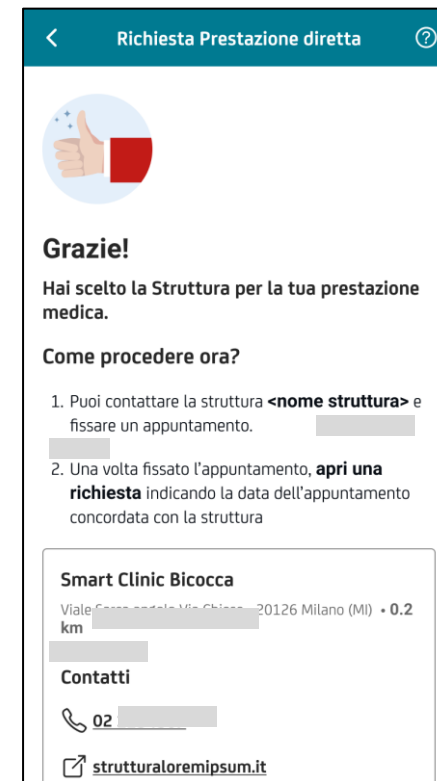 Richiesta Prestazione diretta
Grazie!
Hai scelto la Struttura per la tua prestazione
medica.
Come procedere ora?
1. Puoi contattare la struttura <nome struttura> e
fissare un appuntamento.
2. Una volta fissato l’appuntamento, apri una
richiesta indicando la data dell’appuntamento
concordata con la struttura
Smart Clinic Bicocca
Viale 20126 Milano (MI) • 0.2
km
Contatti
02
strutturaloremipsum.it